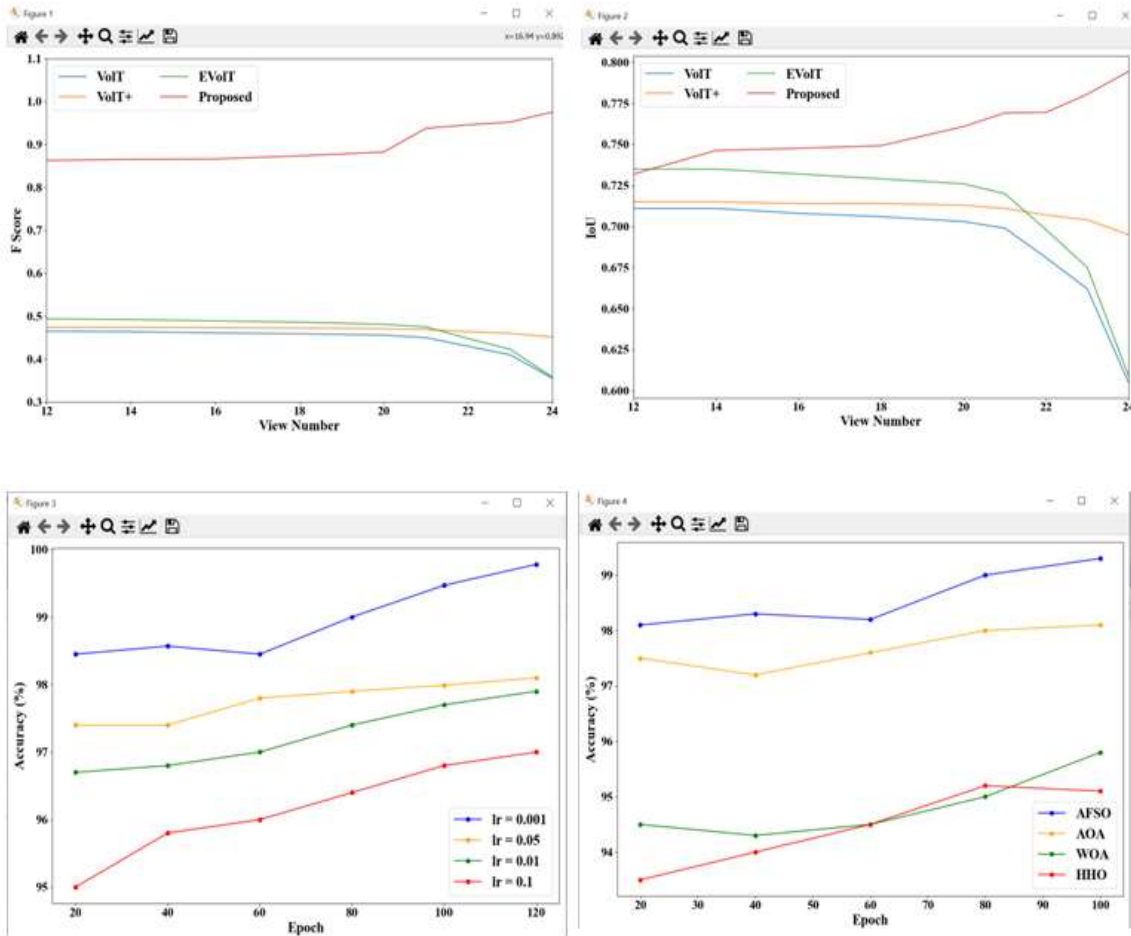 Figure 1
x=16.94 y=0.892
VolT
EVolT
VolT+
Proposed
1.1
1.0
0.9
0.8
0.7
0.6
0.5
0.4
0.3
F Score
12 14 16 18 20 22 24
View Number
Figure 2
VolT
EVolT
VolT+
Proposed
0.800
0.775
0.750
0.725
0.700
0.675
0.650
0.625
0.600
IoU
12 14 16 18 20 22 24
View Number
Figure 3
100
99
98
97
96
95
Accuracy (%)
lr = 0.001
lr = 0.05
lr = 0.01
lr = 0.1
20 40 60 80 100 120
Epoch
Figure 4
99
98
97
96
95
94
Accuracy (%)
AFSO
AOA
WOA
HHO
20 30 40 50 60 70 80 90 100
Epoch